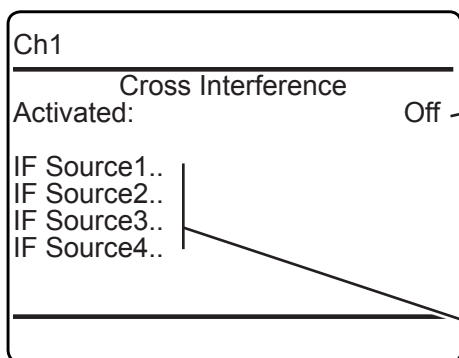 Ch1
Cross Interference
Activated: Off
IF Source1..
IF Source2..
IF Source3..
IF Source4..